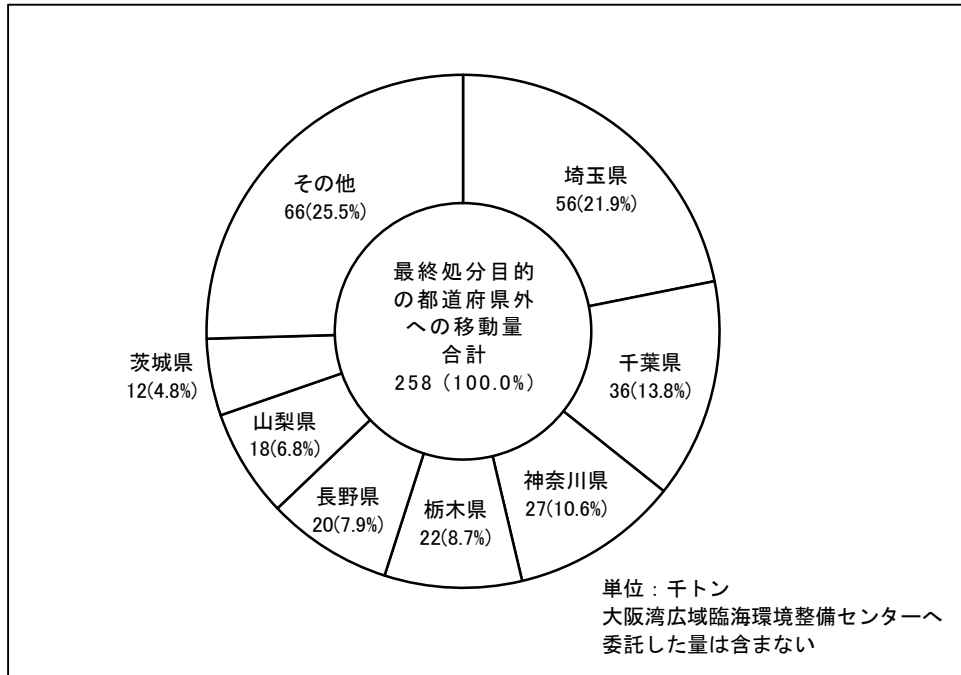 その他
66(25.5%)
埼玉県
56(21.9%)
最終処分目的
の都道府県外
への移動量
合計
258 (100.0%)
千葉県
36(13.8%)
茨城県
12(4.8%)
山梨県
18(6.8%)
長野県
20(7.9%)
栃木県
22(8.7%)
神奈川県
27(10.6%)
単位：千トン
大阪湾広域臨海環境整備センターへ
委託した量は含まない